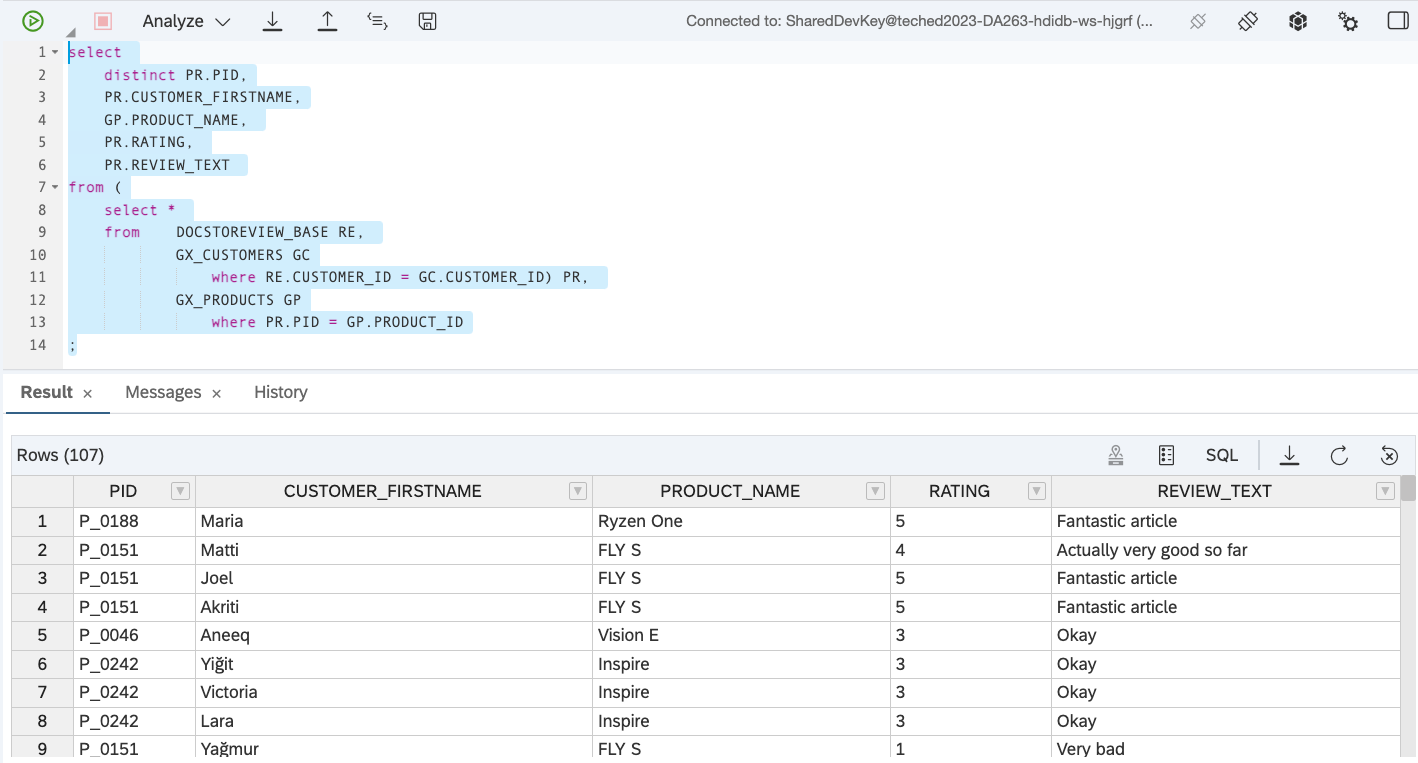 Analyze Connected to: SharedDevKey@teched2023-DA263-hdidb-ws-hjgrf (...
1 select
2 distinct PR.PID,
3 PR.CUSTOMER_FIRSTNAME,
4 GP.PRODUCT_NAME,
5 PR.RATING,
6 PR.REVIEW_TEXT
7 from (
8 select *
9 from DOCSTOREVIEW_BASE RE,
10 GX_CUSTOMERS GC
11 where RE.CUSTOMER_ID = GC.CUSTOMER_ID) PR,
12 GX_PRODUCTS GP
13 where PR.PID = GP.PRODUCT_ID
14 ;
Result × Messages × History
Rows (107) SQL
PID CUSTOMER_FIRSTNAME PRODUCT_NAME RATING REVIEW_TEXT
1 P_0188 Maria Ryzen One 5 Fantastic article
2 P_0151 Matti FLY S 4 Actually very good so far
3 P_0151 Joel FLY S 5 Fantastic article
4 P_0151 Akriti FLY S 5 Fantastic article
5 P_0046 Aneeq Vision E 3 Okay
6 P_0242 Yiğit Inspire 3 Okay
7 P_0242 Victoria Inspire 3 Okay
8 P_0242 Lara Inspire 3 Okay
9 P_0151 Yağmur FLY S 1 Very bad